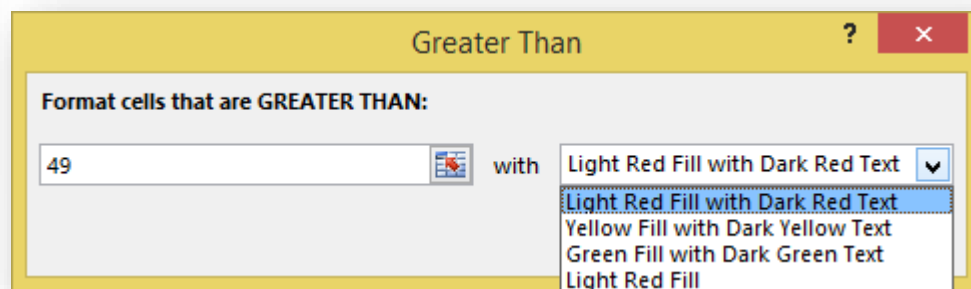 Greater Than
?
×
Format cells that are GREATER THAN:
49 with Light Red Fill with Dark Red Text
Light Red Fill with Dark Red Text
Yellow Fill with Dark Yellow Text
Green Fill with Dark Green Text
Light Red Fill